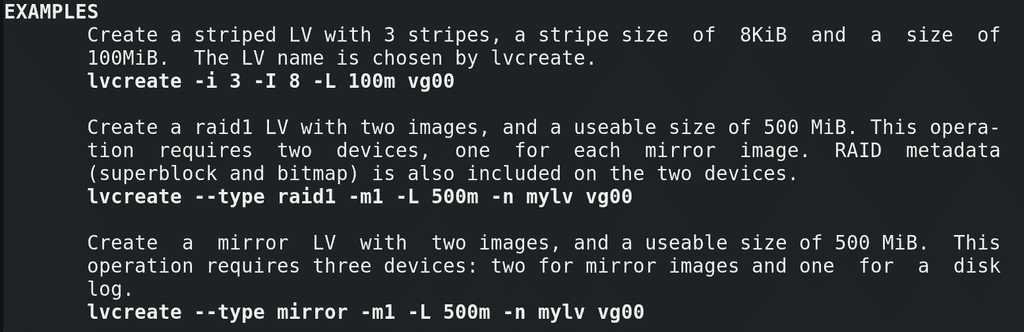 EXAMPLES
Create a striped LV with 3 stripes, a stripe size of 8KiB and a size of
100MiB. The LV name is chosen by lvcreate.
lvcreate -i 3 -I 8 -L 100m vg00
Create a raid1 LV with two images, and a useable size of 500 MiB. This opera-
tion requires two devices, one for each mirror image. RAID metadata
(superblock and bitmap) is also included on the two devices.
lvcreate --type raid1 -m1 -L 500m -n mylv vg00
Create a mirror LV with two images, and a useable size of 500 MiB. This
operation requires three devices: two for mirror images and one for a disk
log.
lvcreate --type mirror -m1 -L 500m -n mylv vg00